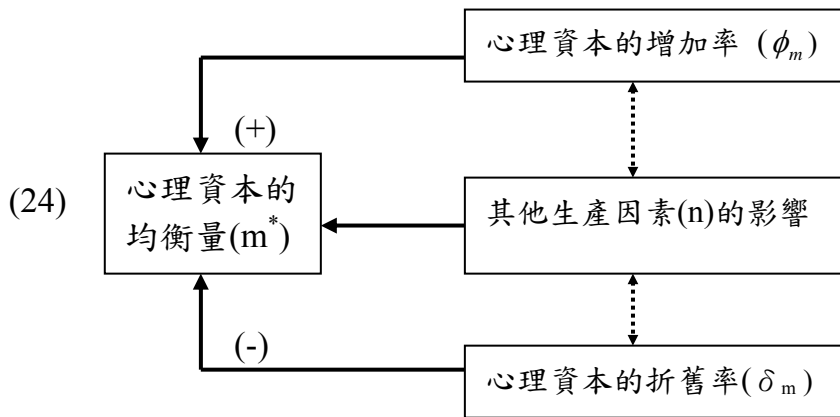 心理資本的增加率 (ϕm)
(+)
(24)
心理資本的
均衡量(m*)
其他生產因素(n)的影響
(-)
心理資本的折舊率(δm)